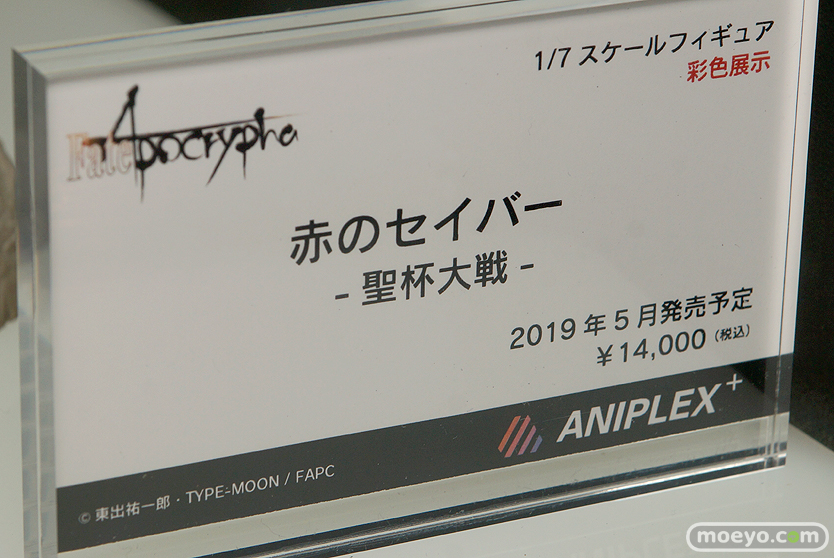 1/7 スケールフィギュア
彩色展示
Fate Apocrypha
赤のセイバー
- 聖杯大戦 -
2019 年 5 月発売予定
￥14,000 (税込)
ANIPLEX+
© 東出祐一郎・TYPE-MOON / FAPC
moeyo.com